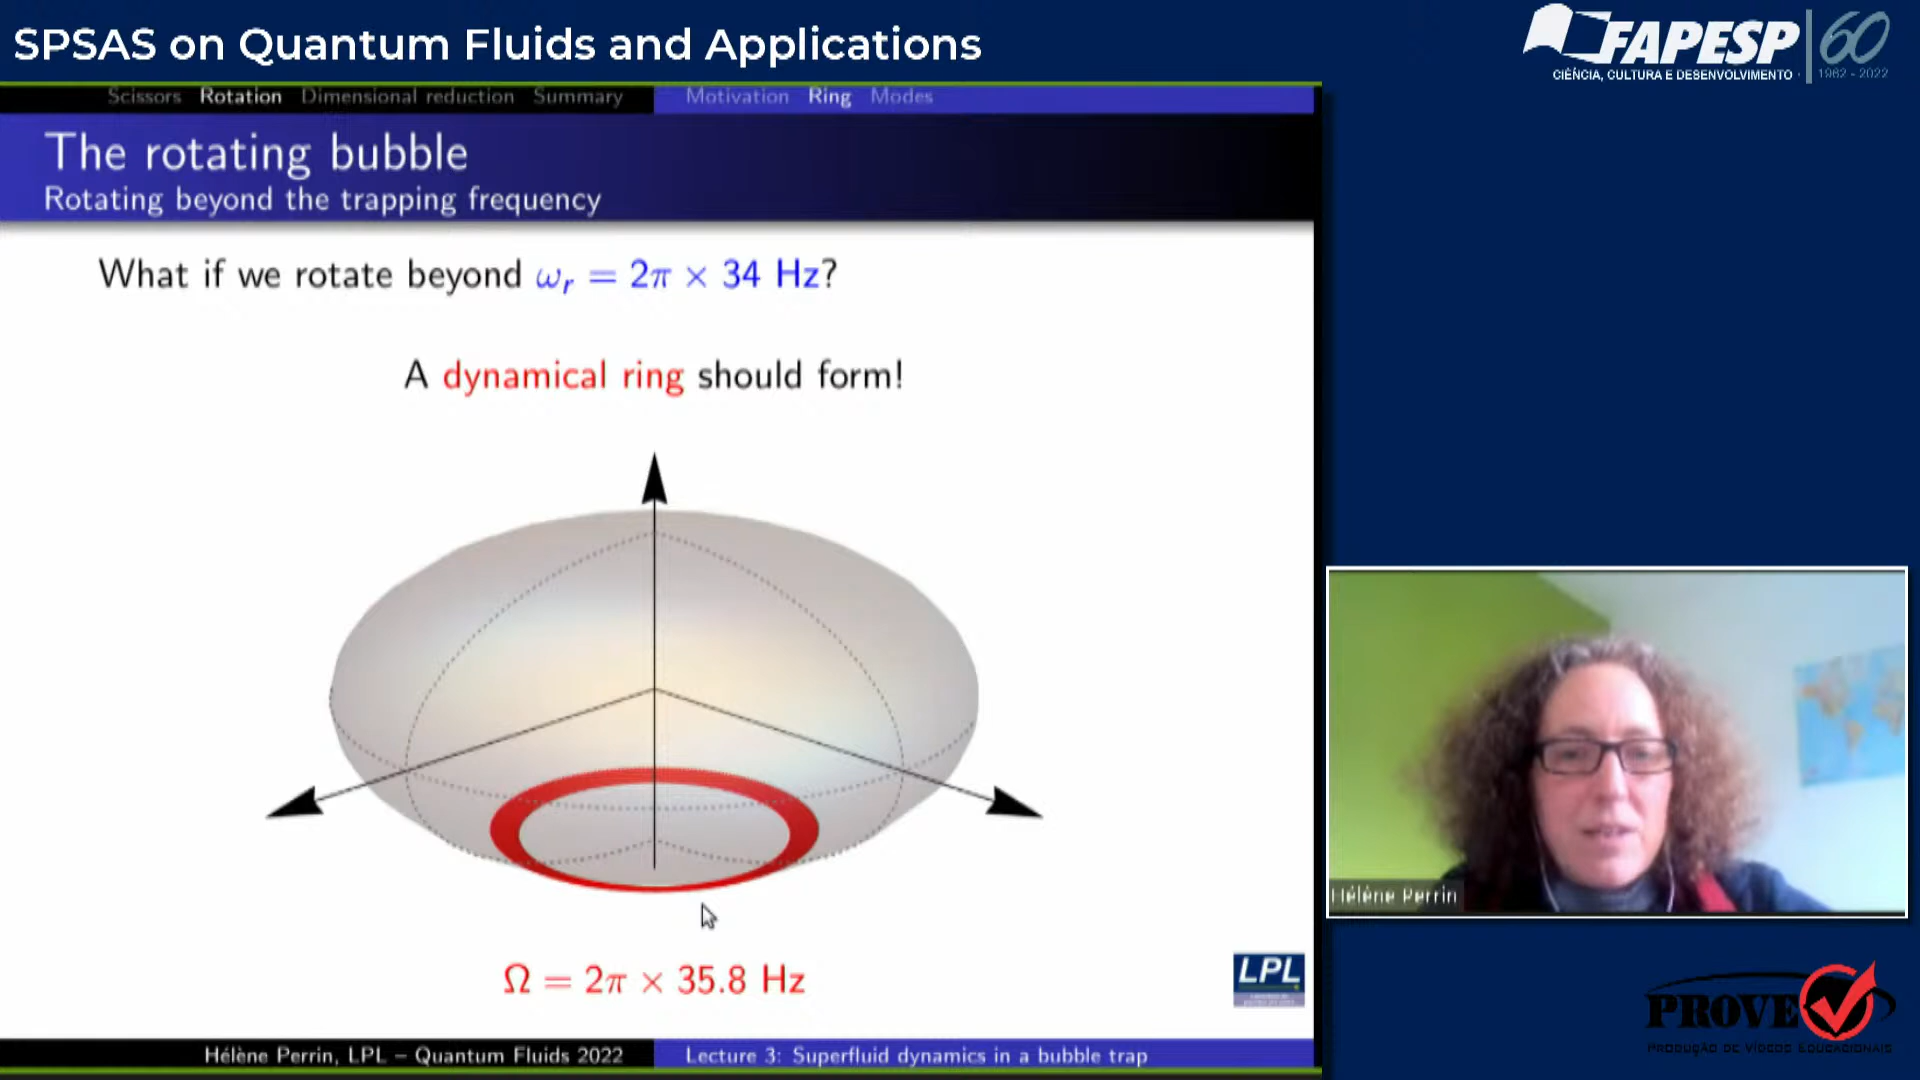 SPSAS on Quantum Fluids and Applications
FAPESP 60
CIÊNCIA, CULTURA E DESENVOLVIMENTO
1962 - 2022
Scissors Rotation Dimensional reduction Summary Motivation Ring Modes
The rotating bubble
Rotating beyond the trapping frequency
What if we rotate beyond ωr = 2π × 34 Hz?
A dynamical ring should form!
Ω = 2π × 35.8 Hz
LPL
Hélène Perrin
PROVE
PRODUÇÃO DE VÍDEOS EDUCACIONAIS
Hélène Perrin, LPL – Quantum Fluids 2022 Lecture 3: Superfluid dynamics in a bubble trap